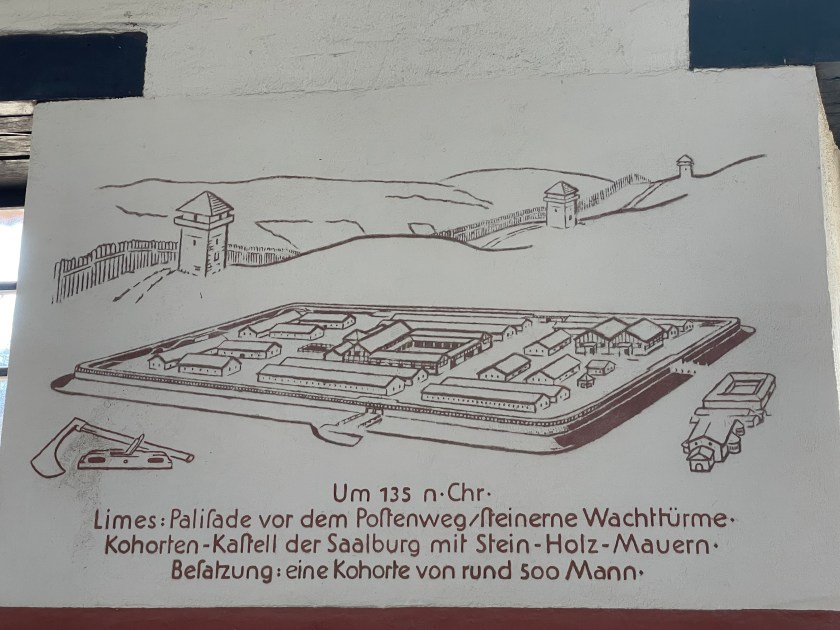 Um 135 n·Chr·
Limes: Paliſade vor dem Poſtenweg/ſteinerne Wachttürme·
Kohorten-Kaſtell der Saalburg mit Stein-Holz-Mauern·
Beſatzung: eine Kohorte von rund 500 Mann·